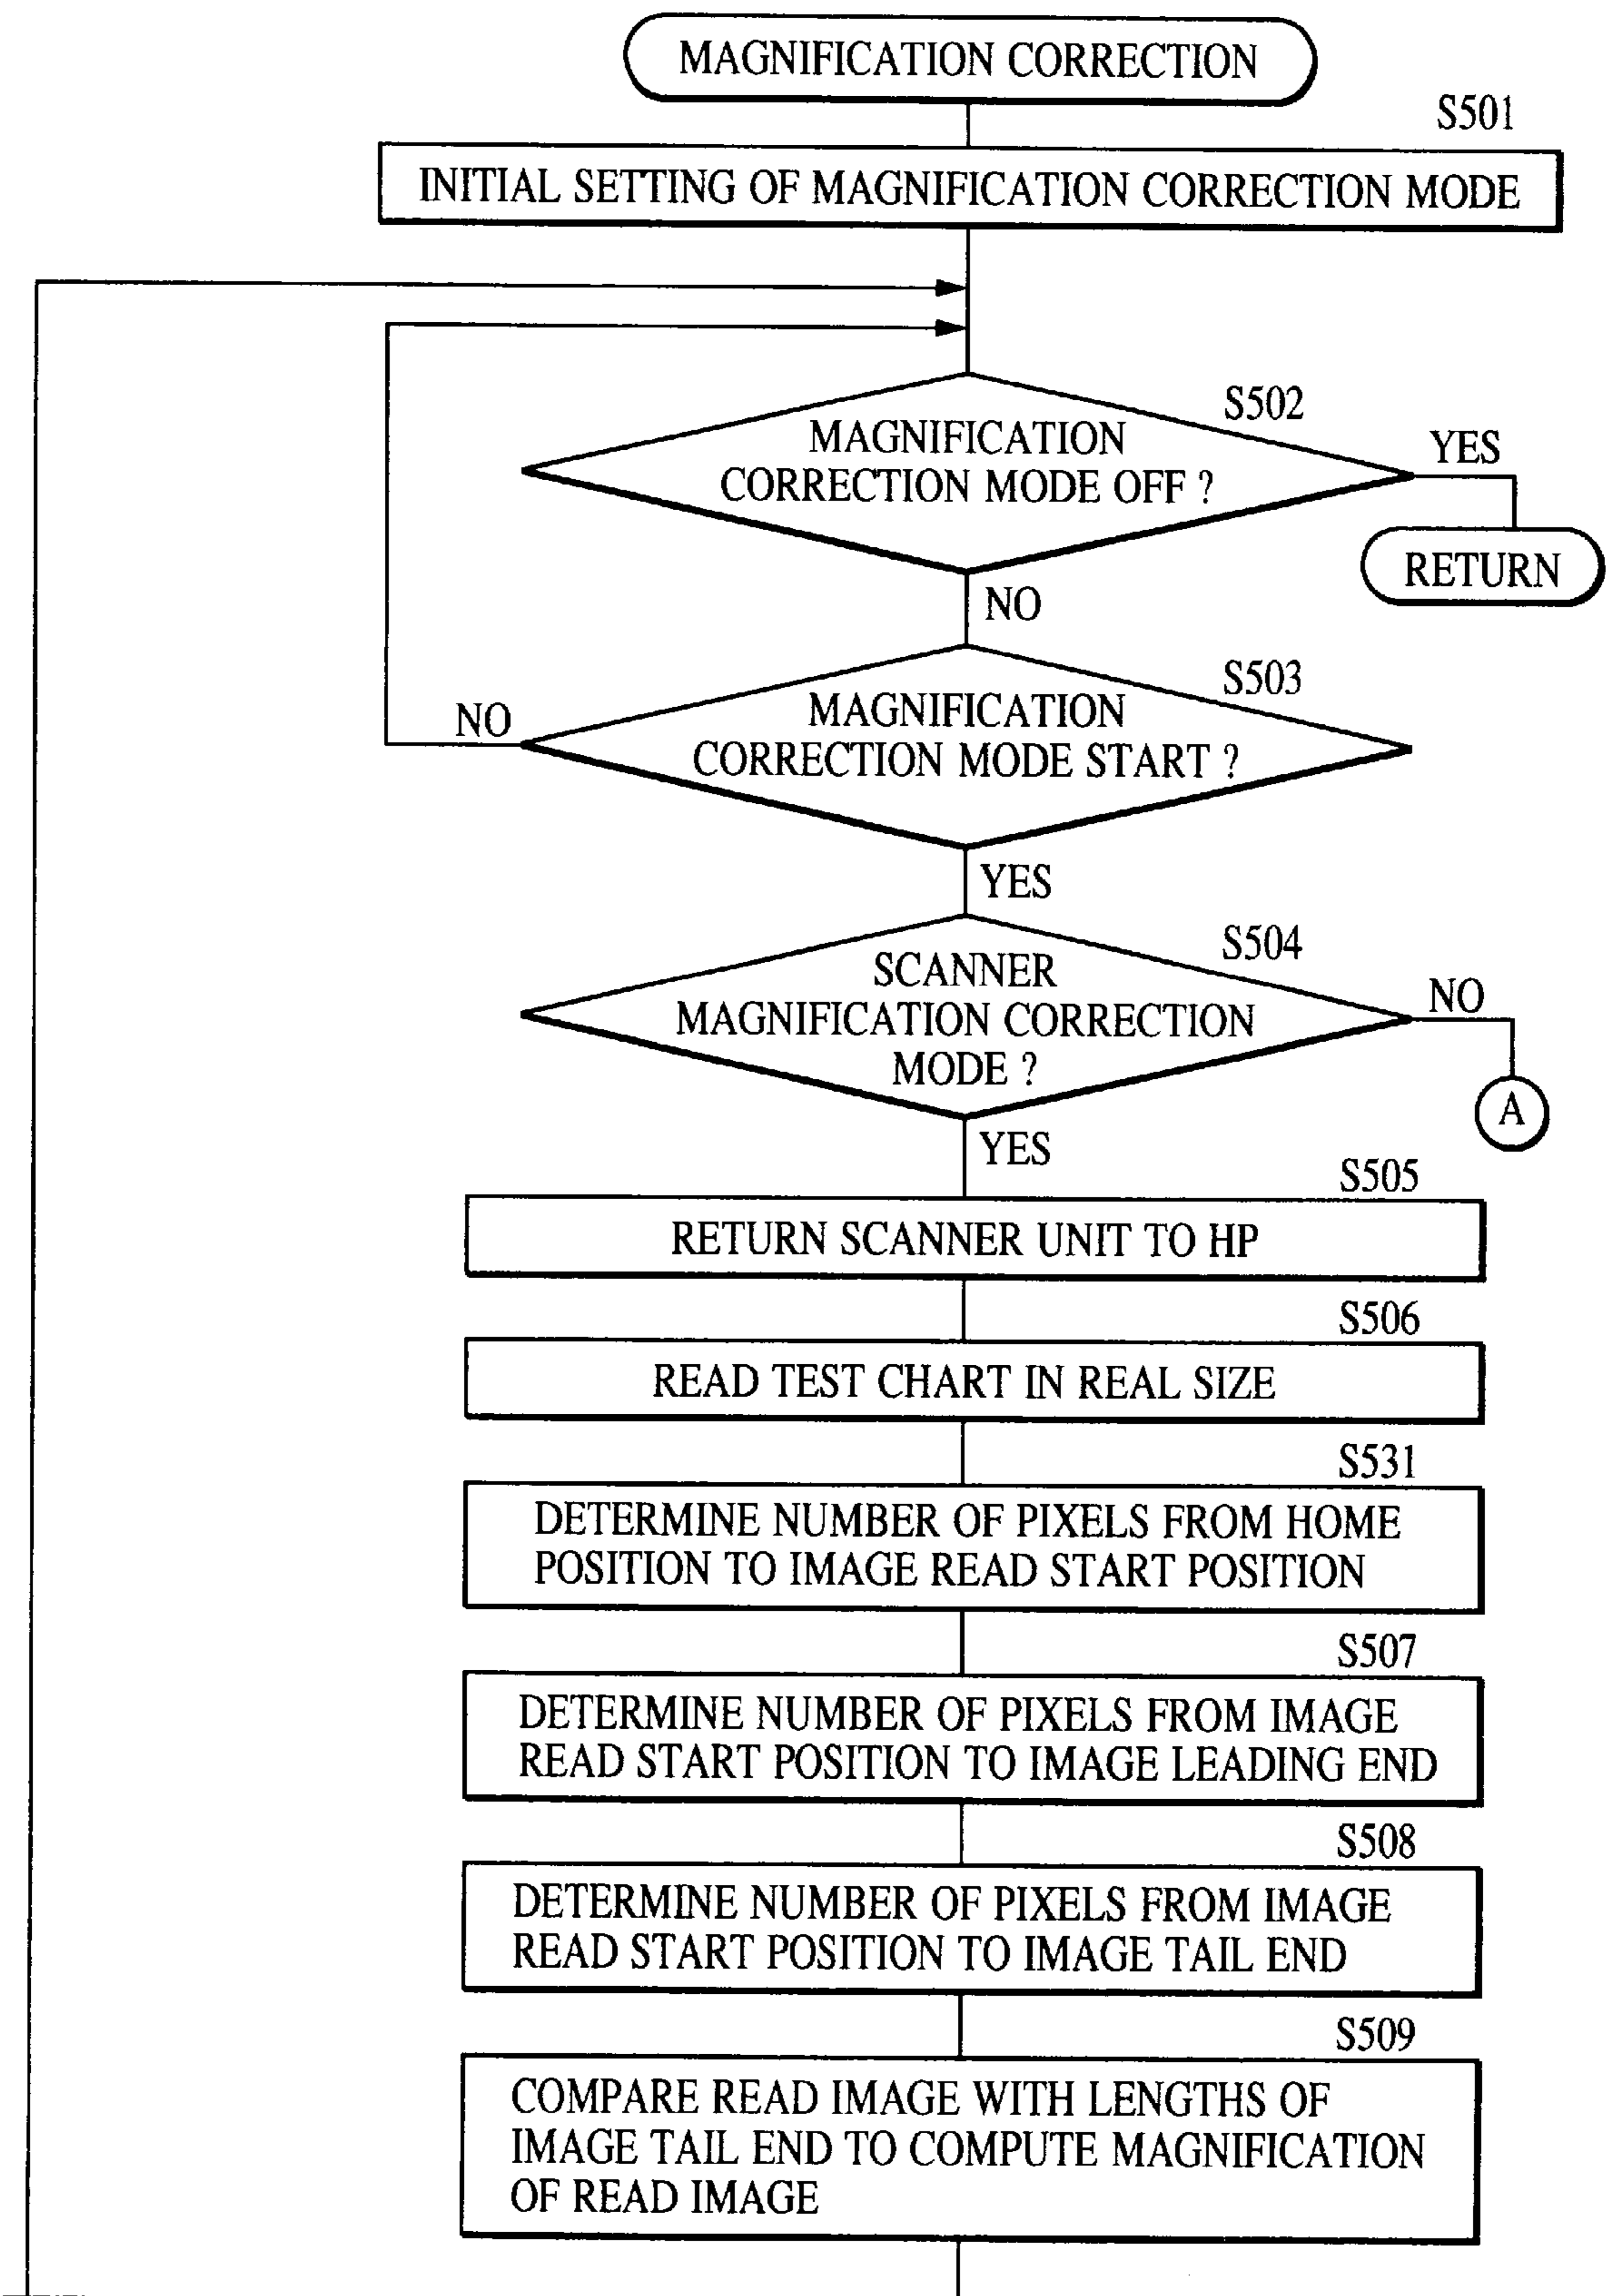 MAGNIFICATION CORRECTION
S501
INITIAL SETTING OF MAGNIFICATION CORRECTION MODE
S502
MAGNIFICATION
CORRECTION MODE OFF ?
YES
RETURN
NO
S503
MAGNIFICATION
CORRECTION MODE START ?
NO
YES
S504
SCANNER
MAGNIFICATION CORRECTION
MODE ?
NO
A
YES
S505
RETURN SCANNER UNIT TO HP
S506
READ TEST CHART IN REAL SIZE
S531
DETERMINE NUMBER OF PIXELS FROM HOME
POSITION TO IMAGE READ START POSITION
S507
DETERMINE NUMBER OF PIXELS FROM IMAGE
READ START POSITION TO IMAGE LEADING END
S508
DETERMINE NUMBER OF PIXELS FROM IMAGE
READ START POSITION TO IMAGE TAIL END
S509
COMPARE READ IMAGE WITH LENGTHS OF
IMAGE TAIL END TO COMPUTE MAGNIFICATION
OF READ IMAGE